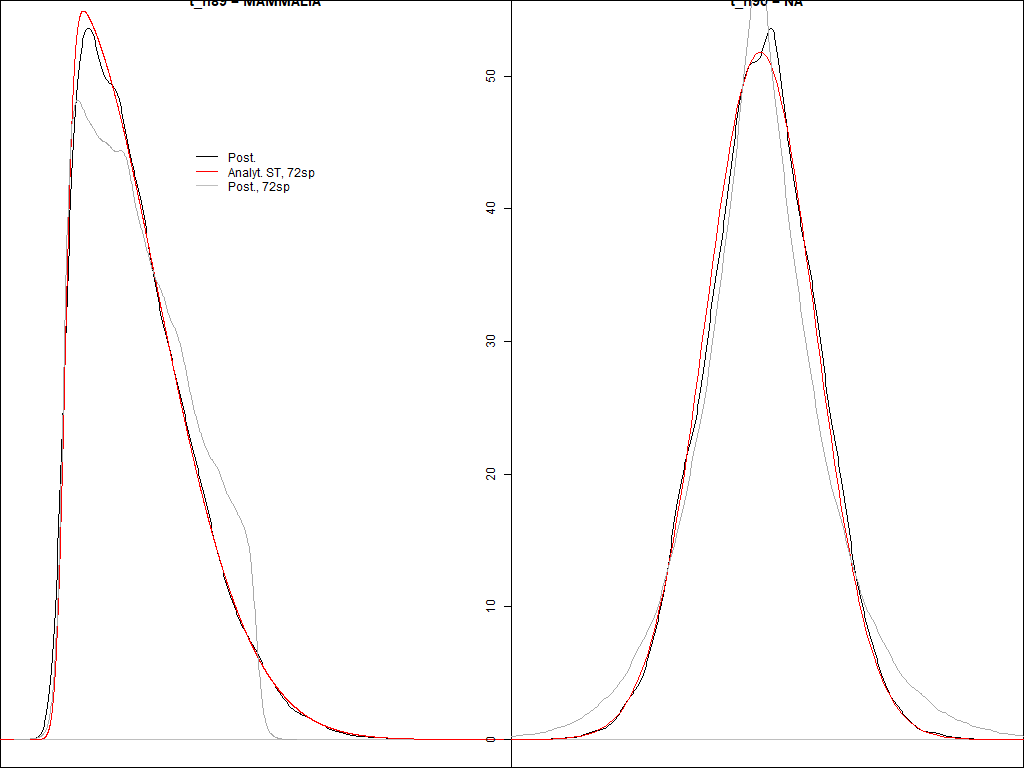 t_n89 = MAMMALIA
t_n90 = NA
Post.
Analyt. ST, 72sp
Post., 72sp
50
40
30
20
10
0